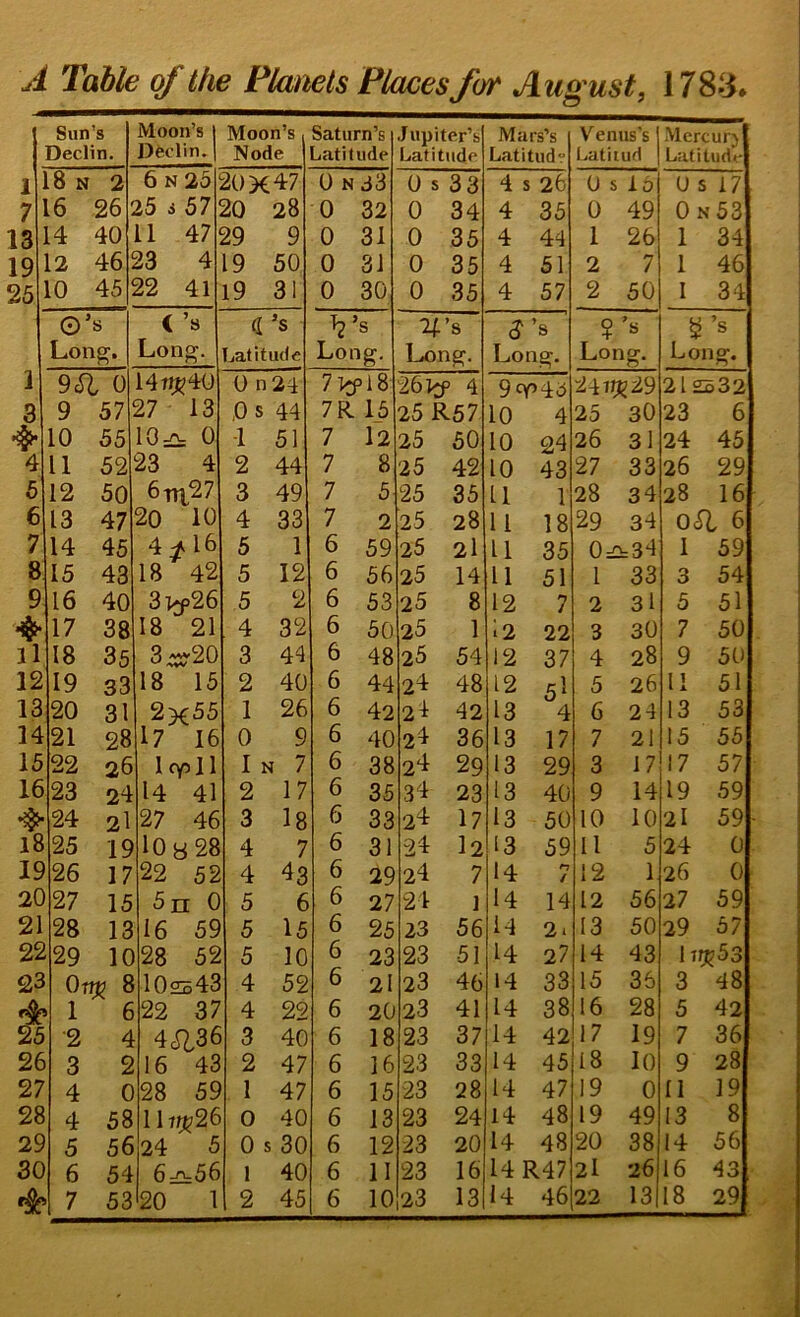 A Table of the Planets Places for August, 1783.
Sun's Declin. | Moon's Declin. | Moon's Node | Saturn's Latitude | Jupiter's Latitude | Mars's Latitud | Venus's Latitud | Mercury Latitude
1 | 18 N 2 | 6 N 25 | 20♓47 | 0 N 33 | 0 s 33 | 4 s 26 | 0 s 15 | 0 s 17
7 | 16 26 | 25 s 57 | 20 28 | 0 32 | 0 34 | 4 35 | 0 49 | 0 N 53
13 | 14 40 | 11 47 | 29 9 | 0 31 | 0 35 | 4 44 | 1 26 | 1 34
19 | 12 46 | 23 4 | 19 50 | 0 31 | 0 35 | 4 51 | 2 7 | 1 46
25 | 10 45 | 22 41 | 19 31 | 0 30 | 0 35 | 4 57 | 2 50 | 1 34
☉'s Long. | ☾'s Long. | ☾'s Latitude | ♄'s Long. | ♃'s Long. | ♂'s Long. | ♀'s Long. | ☿'s Long.
1 | 9♌ 0 | 14♍40 | 0 n 24 | 7♑18 | 26♑ 4 | 9♈43 | 24♍29 | 21♋32
3 | 9 57 | 27 13 | 0 s 44 | 7R 15 | 25 R57 | 10 4 | 25 30 | 23 6
10 55 | 10♎ 0 | 1 51 | 7 12 | 25 50 | 10 24 | 26 31 | 24 45
4 | 11 52 | 23 4 | 2 44 | 7 8 | 25 42 | 10 43 | 27 33 | 26 29
5 | 12 50 | 6♏27 | 3 49 | 7 5 | 25 35 | 11 1 | 28 34 | 28 16
6 | 13 47 | 20 10 | 4 33 | 7 2 | 25 28 | 11 18 | 29 34 | 0♌ 6
7 | 14 45 | 4♐16 | 5 1 | 6 59 | 25 21 | 11 35 | 0♎34 | 1 59
8 | 15 43 | 18 42 | 5 12 | 6 56 | 25 14 | 11 51 | 1 33 | 3 54
9 | 16 40 | 3♑26 | 5 2 | 6 53 | 25 8 | 12 7 | 2 31 | 5 51
17 38 | 18 21 | 4 32 | 6 50 | 25 1 | 12 22 | 3 30 | 7 50
11 | 18 35 | 3♒20 | 3 44 | 6 48 | 25 54 | 12 37 | 4 28 | 9 50
12 | 19 33 | 18 15 | 2 40 | 6 44 | 24 48 | 12 51 | 5 26 | 11 51
13 | 20 31 | 2♓55 | 1 26 | 6 42 | 24 42 | 13 4 | 6 24 | 13 53
14 | 21 28 | 17 16 | 0 9 | 6 40 | 24 36 | 13 17 | 7 21 | 15 55
15 | 22 26 | 1♈11 | 1 N 7 | 6 38 | 24 29 | 13 29 | 3 17 | 17 57
16 | 23 24 | 14 41 | 2 17 | 6 35 | 34 23 | 13 40 | 9 14 | 19 59
24 21 | 27 46 | 3 18 | 6 33 | 24 17 | 13 50 | 10 10 | 21 59
18 | 25 19 | 10♉28 | 4 7 | 6 31 | 24 12 | 13 59 | 11 5 | 24 0
19 | 26 17 | 22 52 | 4 43 | 6 29 | 24 7 | 14 7 | 12 1 | 26 0
20 | 27 15 | 5♊ 0 | 5 6 | 6 27 | 24 1 | 14 14 | 12 56 | 27 59
21 | 28 13 | 16 59 | 5 15 | 6 25 | 23 56 | 14 2 | 13 50 | 29 57
22 | 29 10 | 28 52 | 5 10 | 6 23 | 23 51 | 14 27 | 14 43 | 1♍53
23 | 0♍ 8 | 10♋43 | 4 52 | 6 21 | 23 46 | 14 33 | 15 35 | 3 48
1 6 | 22 37 | 4 22 | 6 20 | 23 41 | 14 38 | 16 28 | 5 42
25 | 2 4 | 4♌36 | 3 40 | 6 18 | 23 37 | 14 42 | 17 19 | 7 36
26 | 3 2 | 16 43 | 2 47 | 6 16 | 23 33 | 14 45 | 18 10 | 9 28
27 | 4 0 | 28 59 | 1 47 | 6 15 | 23 28 | 14 47 | 19 0 | 11 19
28 | 4 58 | 11♍26 | 0 40 | 6 13 | 23 24 | 14 48 | 19 49 | 13 8
29 | 5 56 | 24 5 | 0 s 30 | 6 12 | 23 20 | 14 48 | 20 38 | 14 56
30 | 6 54 | 6♎56 | 1 40 | 6 11 | 23 16 | 14 R47 | 21 26 | 16 43
7 53 | 20 1 | 2 45 | 6 10 | 23 13 | 14 46 | 22 13 | 18 29